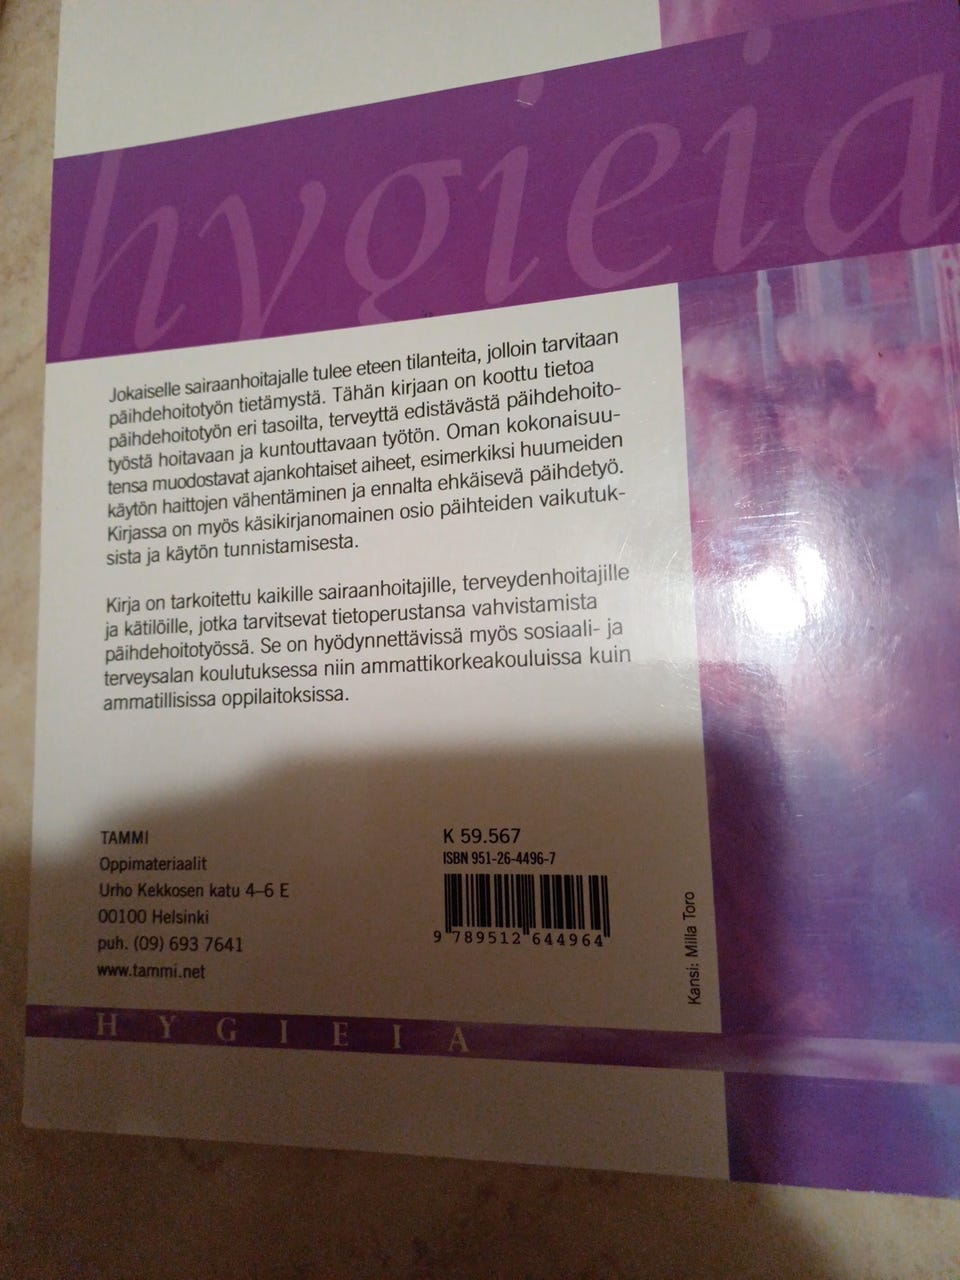 hygieia
Jokaiselle sairaanhoitajalle tulee eteen tilanteita, jolloin tarvitaan
päihdehoitotyön tietämystä. Tähän kirjaan on koottu tietoa
päihdehoitotyön eri tasoilta, terveyttä edistävästä päihdehoito-
työstä hoitavaan ja kuntouttavaan työtön. Oman kokonaisuu-
tensa muodostavat ajankohtaiset aiheet, esimerkiksi huumeiden
käytön haittojen vähentäminen ja ennalta ehkäisevä päihdetyö.
Kirjassa on myös käsikirjanomainen osio päihteiden vaikutuk-
sista ja käytön tunnistamisesta.
Kirja on tarkoitettu kaikille sairaanhoitajille, terveydenhoitajille
ja kätilöille, jotka tarvitsevat tietoperustansa vahvistamista
päihdehoitotyössä. Se on hyödynnettävissä myös sosiaali- ja
terveysalan koulutuksessa niin ammattikorkeakouluissa kuin
ammatillisissa oppilaitoksissa.
TAMMI
Oppimateriaalit
Urho Kekkosen katu 4–6 E
00100 Helsinki
puh. (09) 693 7641
www.tammi.net
K 59.567
ISBN 951-26-4496-7
9 789512 644964
Kansi: Milla Toro
HYGIEIA